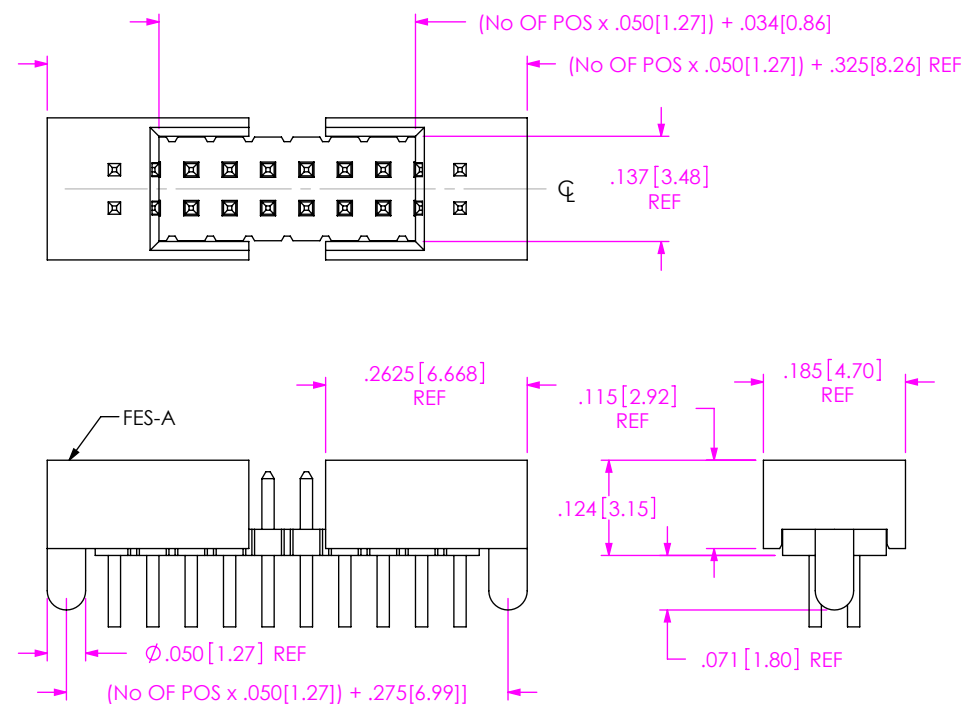 (No OF POS x .050[1.27]) + .034[0.86]
(No OF POS x .050[1.27]) + .325[8.26] REF
.137[3.48]
REF
℄
.2625[6.668]
REF
.185[4.70]
REF
.115[2.92]
REF
FES-A
.124[3.15]
Ø.050[1.27] REF
.071[1.80] REF
(No OF POS x .050[1.27]) + .275[6.99]]